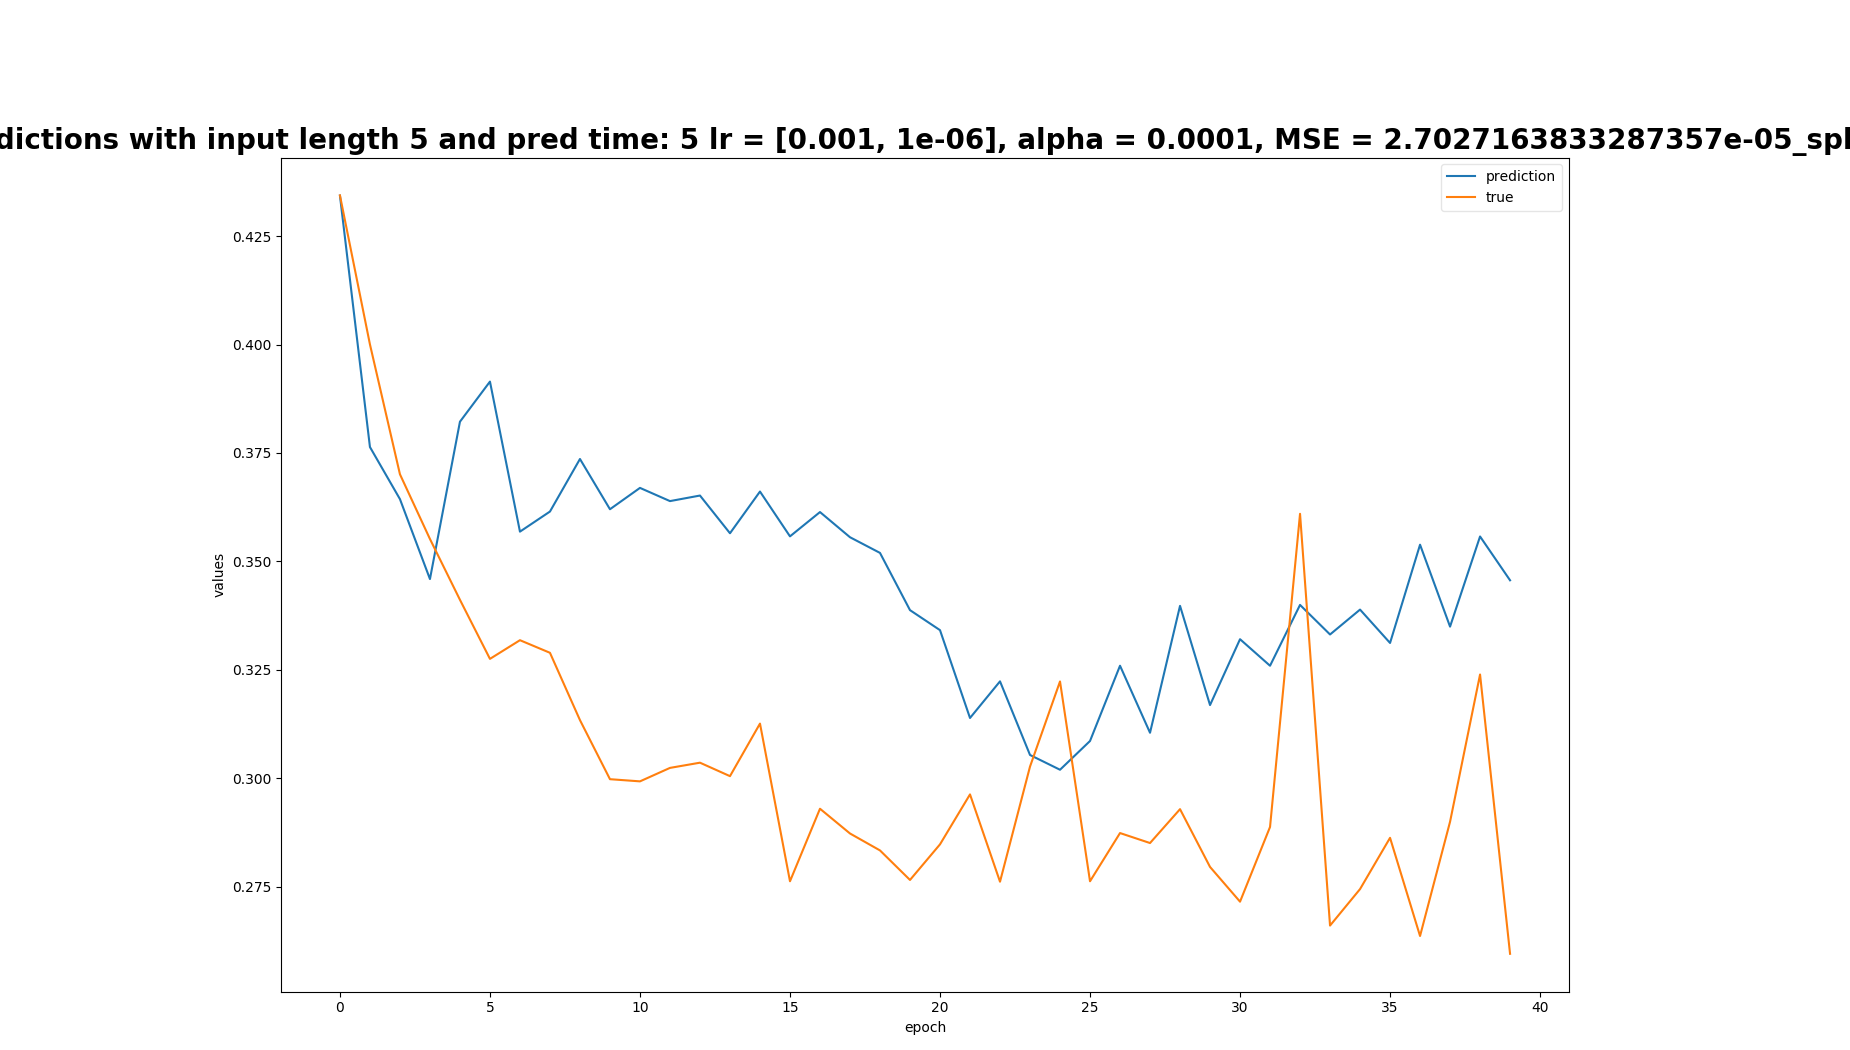 dictions with input length 5 and pred time: 5 lr = [0.001, 1e-06], alpha = 0.0001, MSE = 2.7027163833287357e-05_spl
prediction
true
0.425
0.400
0.375
0.350
0.325
0.300
0.275
values
0 5 10 15 20 25 30 35 40
epoch